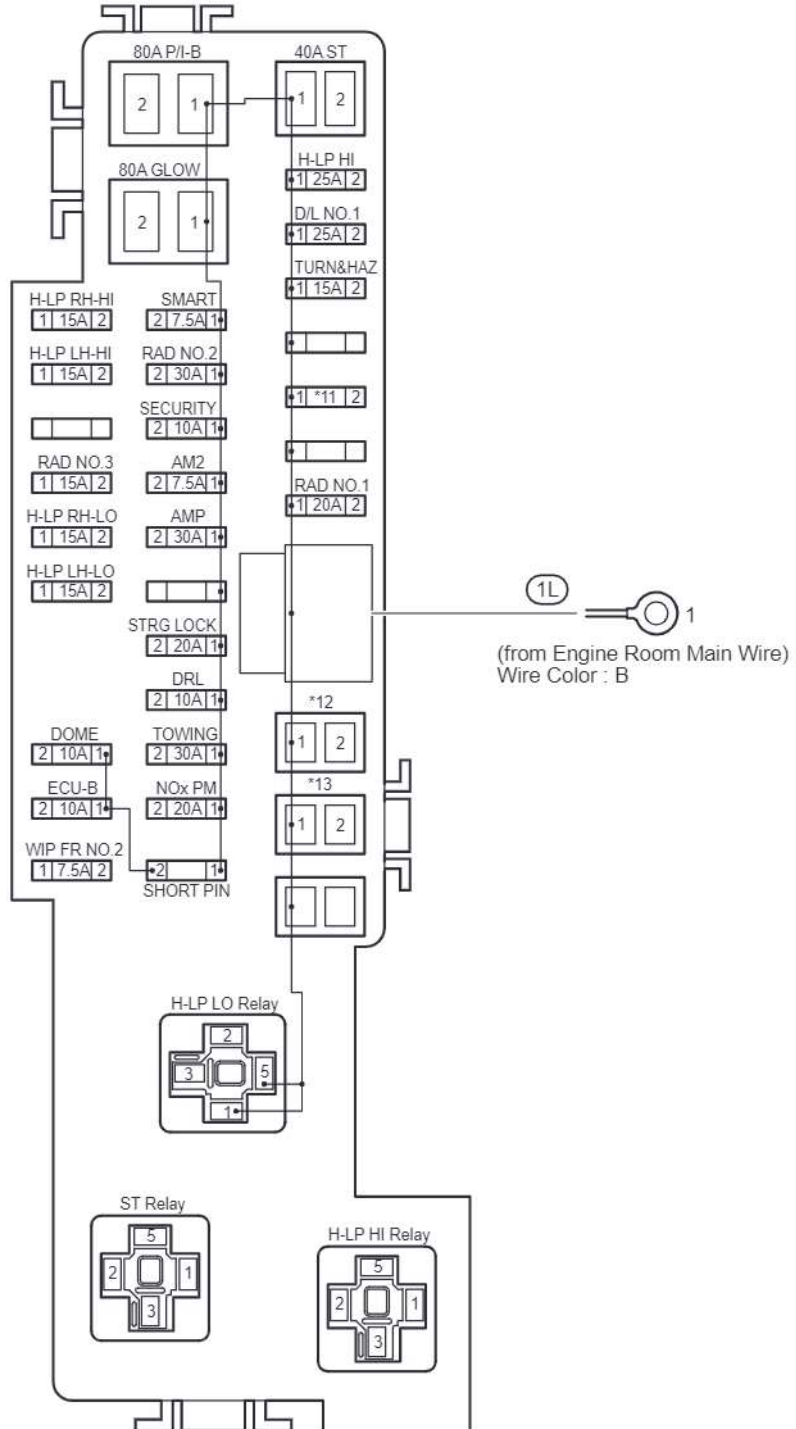 80A P/I-B 40A ST
2 1 1 2
H-LP HI
1 25A 2
80A GLOW
2 1
D/L NO.1
1 25A 2
TURN&HAZ
1 15A 2
H-LP RH-HI SMART
1 15A 2 2 7.5A 1
H-LP LH-HI RAD NO.2
1 15A 2 2 30A 1
1 *11 2
SECURITY
2 10A 1
RAD NO.3 AM2
1 15A 2 2 7.5A 1
RAD NO.1
1 20A 2
H-LP RH-LO AMP
1 15A 2 2 30A 1
H-LP LH-LO
1 15A 2
1L
1
(from Engine Room Main Wire)
Wire Color : B
STRG LOCK
2 20A 1
DRL
2 10A 1
*12
1 2
DOME TOWING
2 10A 1 2 30A 1
*13
1 2
ECU-B NOx PM
2 10A 1 2 20A 1
WIP FR NO.2
1 7.5A 2 2 1
SHORT PIN
H-LP LO Relay
2
3 5
1
ST Relay
5
2 1
3
H-LP HI Relay
5
2 1
3